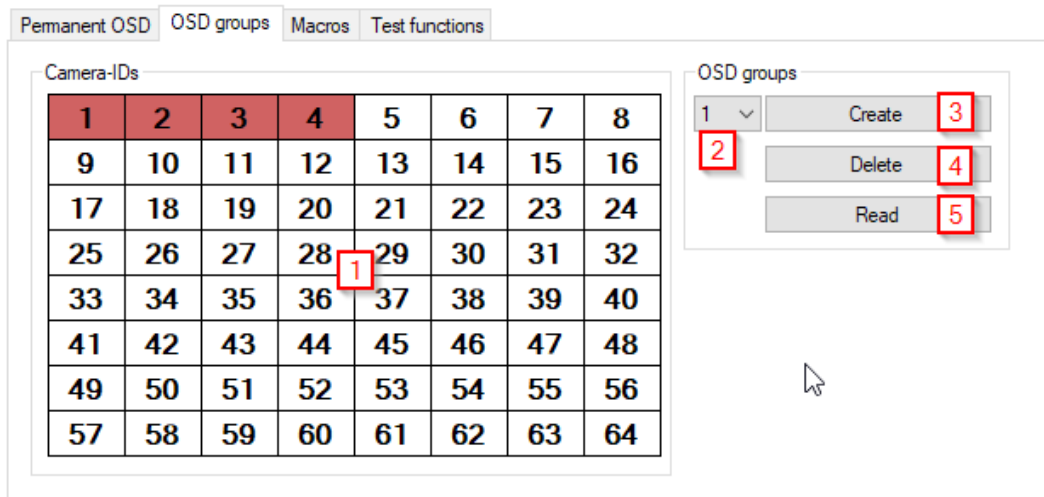 Permanent OSD OSD groups Macros Test functions
Camera-IDs
1 2 3 4 5 6 7 8
9 10 11 12 13 14 15 16
17 18 19 20 21 22 23 24
25 26 27 28 29 30 31 32
1
33 34 35 36 37 38 39 40
41 42 43 44 45 46 47 48
49 50 51 52 53 54 55 56
57 58 59 60 61 62 63 64
OSD groups
1 Create 3
2
Delete 4
Read 5